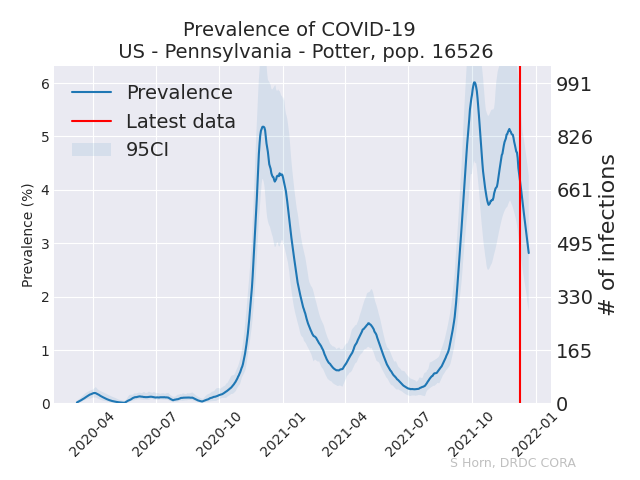 Prevalence of COVID-19
US - Pennsylvania - Potter, pop. 16526
Prevalence
Latest data
95CI
Prevalence (%)
6
5
4
3
2
1
0
991
826
661
495
330
165
0
# of infections
2020-04
2020-07
2020-10
2021-01
2021-04
2021-07
2021-10
2022-01
S Horn, DRDC CORA